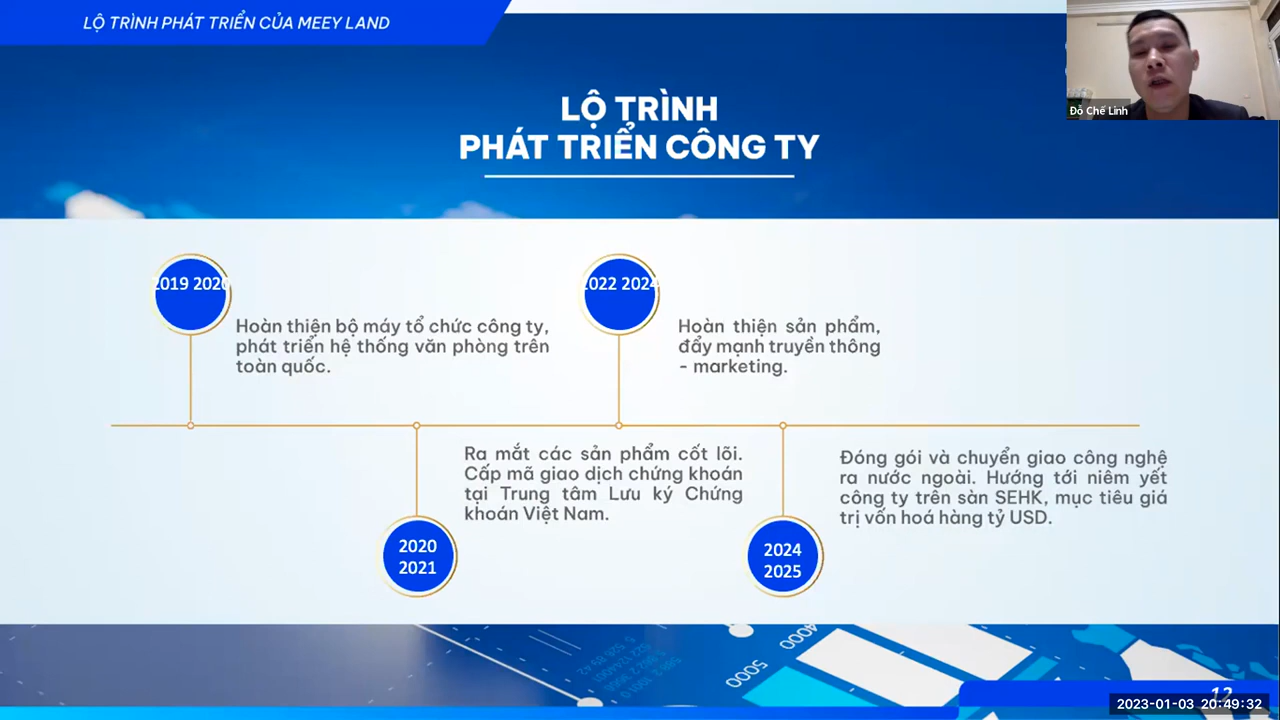 LỘ TRÌNH PHÁT TRIỂN CỦA MEEY LAND
Đỗ Chế Linh
LỘ TRÌNH
PHÁT TRIỂN CÔNG TY
2019 2020
Hoàn thiện bộ máy tổ chức công ty,
phát triển hệ thống văn phòng trên
toàn quốc.
2022 2024
Hoàn thiện sản phẩm,
đẩy mạnh truyền thông
- marketing.
2020
2021
Ra mắt các sản phẩm cốt lõi.
Cấp mã giao dịch chứng khoán
tại Trung tâm Lưu ký Chứng
khoán Việt Nam.
2024
2025
Đóng gói và chuyển giao công nghệ
ra nước ngoài. Hướng tới niêm yết
công ty trên sàn SEHK, mục tiêu giá
trị vốn hoá hàng tỷ USD.
4000
5000
12
2023-01-03 20:49:32